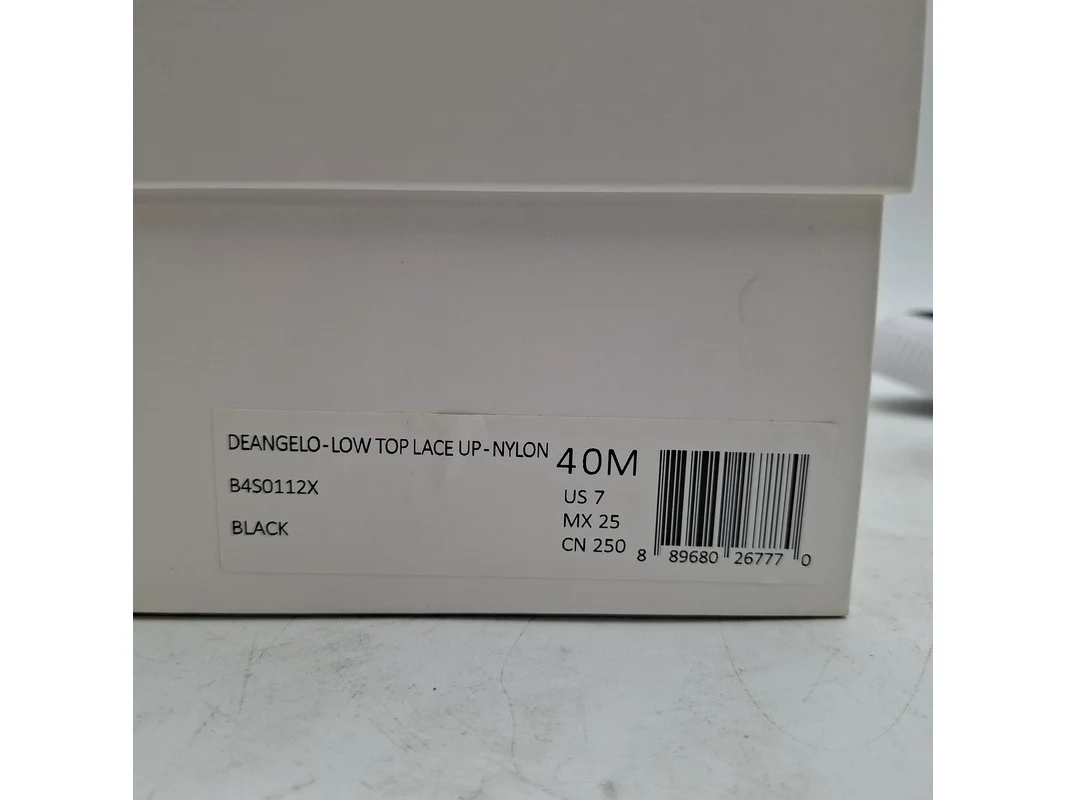 DEANGELO-LOW TOP LACE UP-NYLON
B4S0112X
BLACK
40M
US 7
MX 25
CN 250
8 89680 26777 0